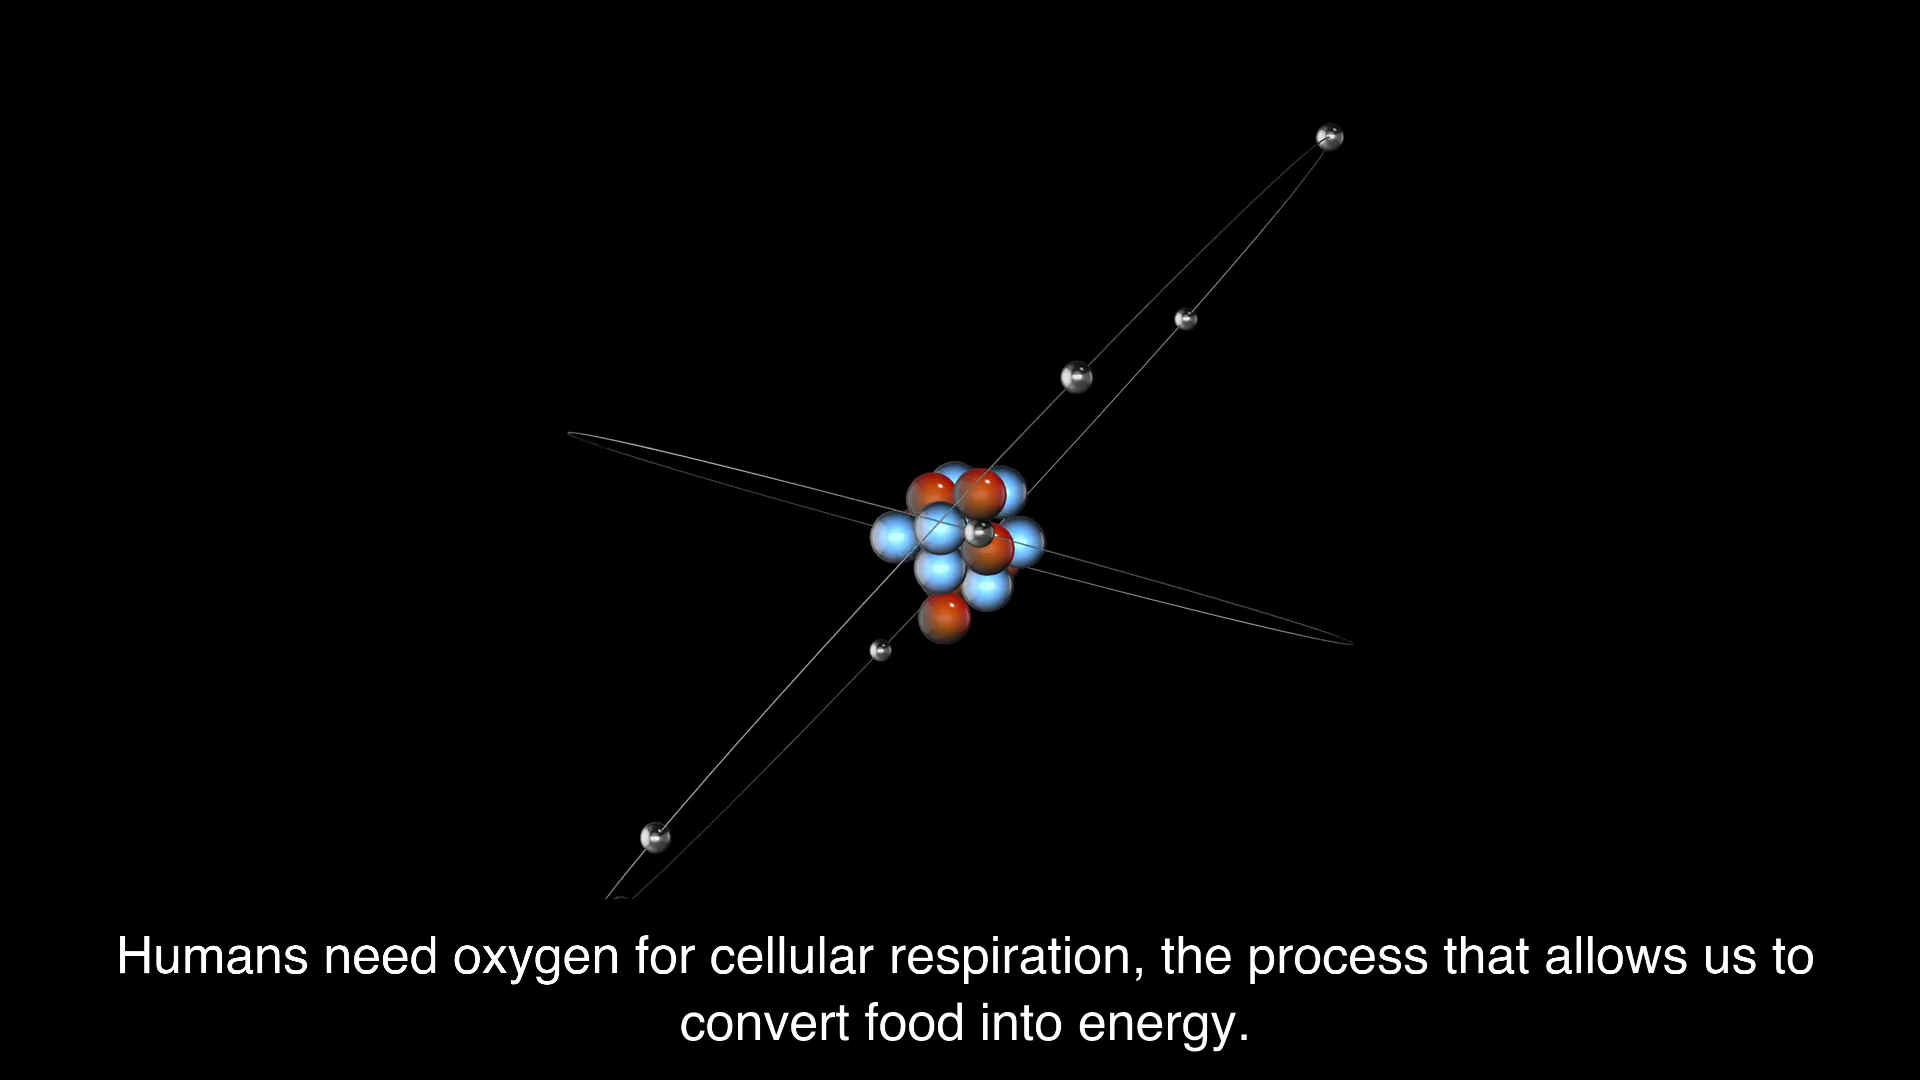 Humans need oxygen for cellular respiration, the process that allows us to
convert food into energy.